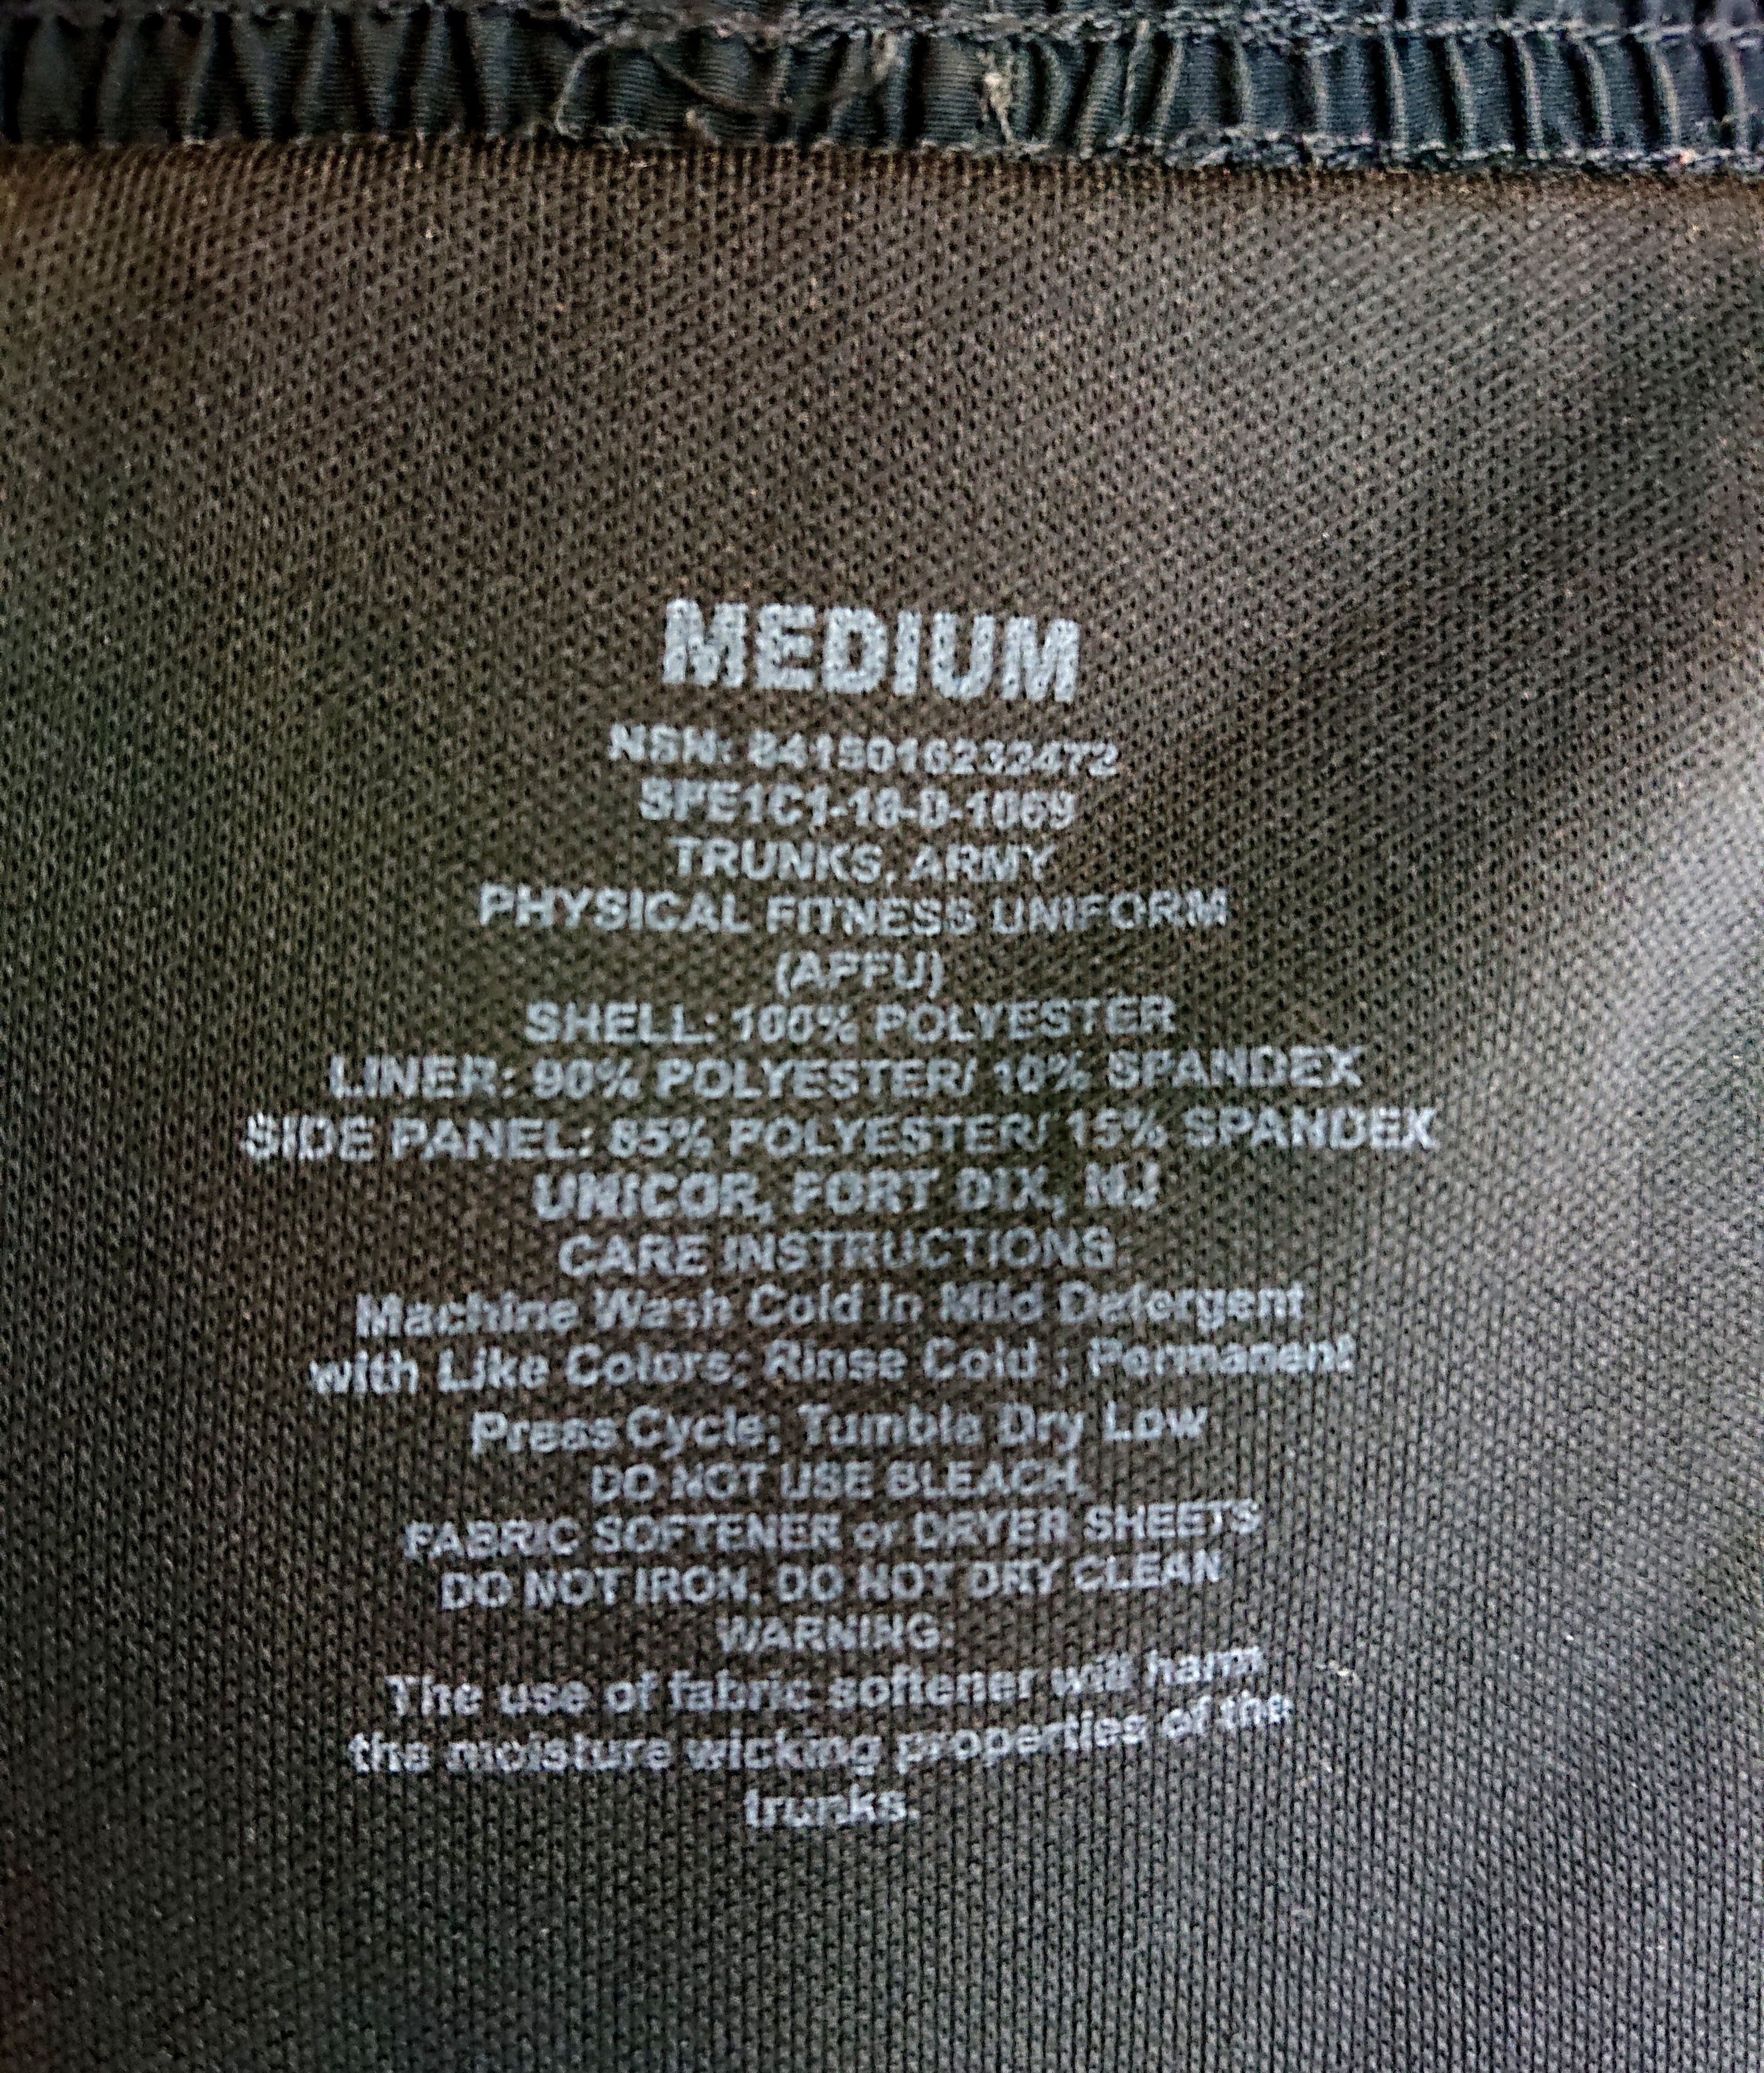 MEDIUM
NSN: 8415016232472
SPE1C1-18-D-1069
TRUNKS, ARMY
PHYSICAL FITNESS UNIFORM
(APFU)
SHELL: 100% POLYESTER
LINER: 90% POLYESTER/ 10% SPANDEX
SIDE PANEL: 85% POLYESTER/ 15% SPANDEX
UNICOR, FORT DIX, NJ
CARE INSTRUCTIONS
Machine Wash Cold In Mild Detergent
with Like Colors; Rinse Cold ; Permanent
Press Cycle; Tumble Dry Low
DO NOT USE BLEACH,
FABRIC SOFTENER or DRYER SHEETS
DO NOT IRON, DO NOT DRY CLEAN
WARNING:
The use of fabric softener will harm
the moisture wicking properties of the
trunks.